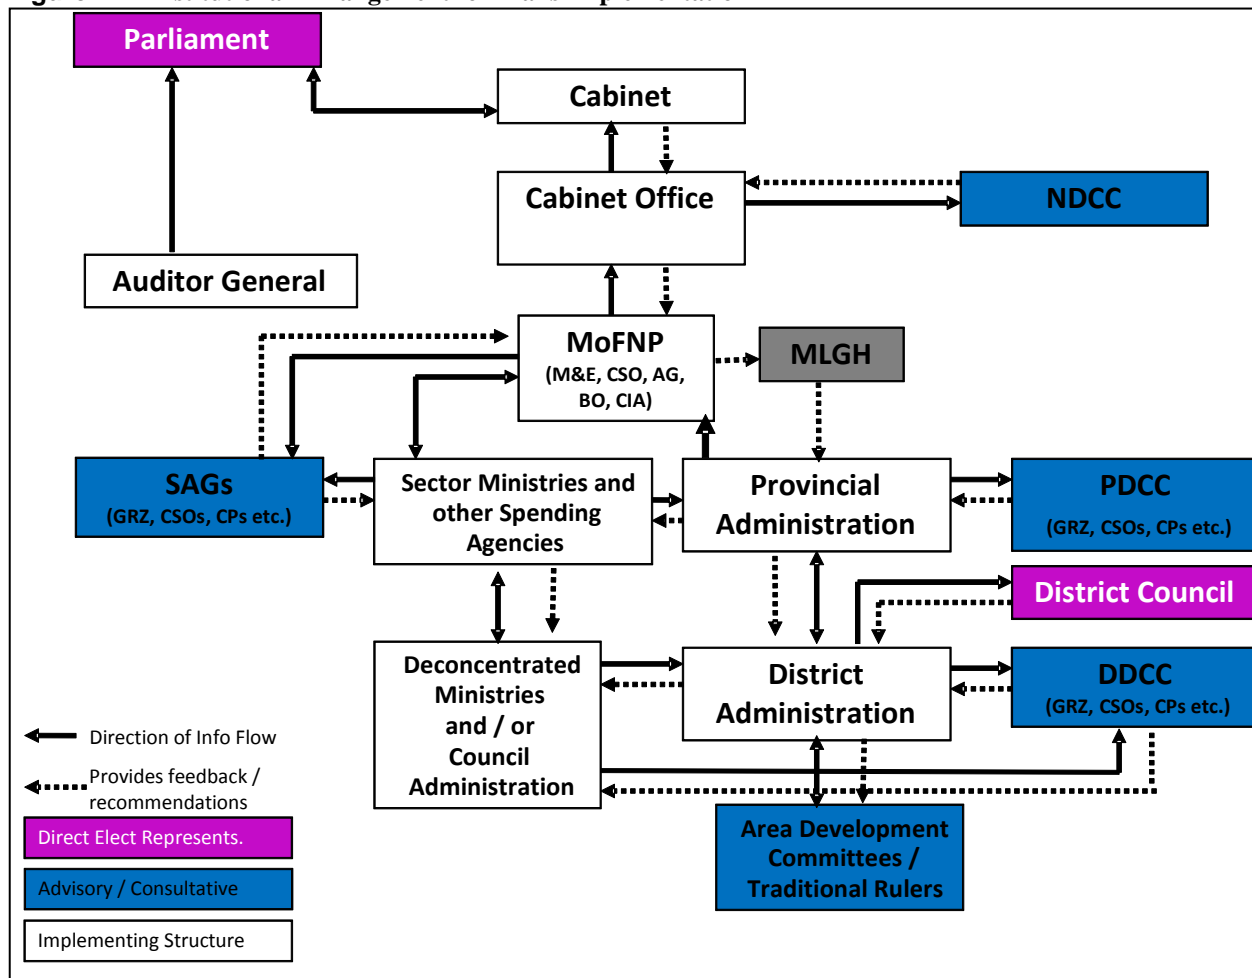 Parliament
Cabinet
Cabinet Office
NDCC
Auditor General
MoFNP
(M&E, CSO, AG,
BO, CIA)
MLGH
SAGs
(GRZ, CSOs, CPs etc.)
Sector Ministries and
other Spending
Agencies
Provincial
Administration
PDCC
(GRZ, CSOs, CPs etc.)
District Council
Deconcentrated
Ministries
and / or
Council
Administration
District
Administration
DDCC
(GRZ, CSOs, CPs etc.)
Area Development
Committees /
Traditional Rulers
Direction of Info Flow
Provides feedback /
recommendations
Direct Elect Represents.
Advisory / Consultative
Implementing Structure